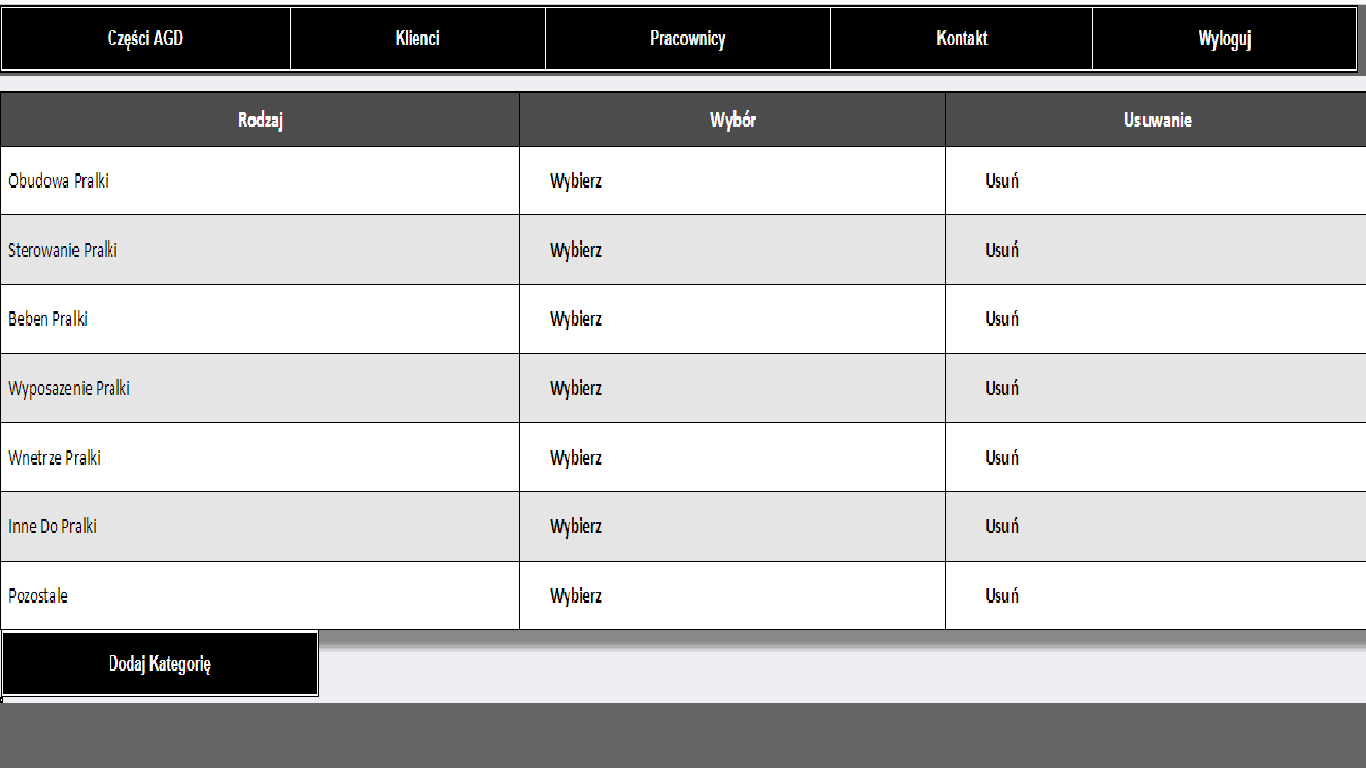 Części AGD Klienci Pracownicy Kontakt Wyloguj
Rodzaj Wybór Usuwanie
Obudowa Pralki Wybierz Usuń
Sterowanie Pralki Wybierz Usuń
Beben Pralki Wybierz Usuń
Wyposazenie Pralki Wybierz Usuń
Wnetrze Pralki Wybierz Usuń
Inne Do Pralki Wybierz Usuń
Pozostale Wybierz Usuń
Dodaj Kategorię